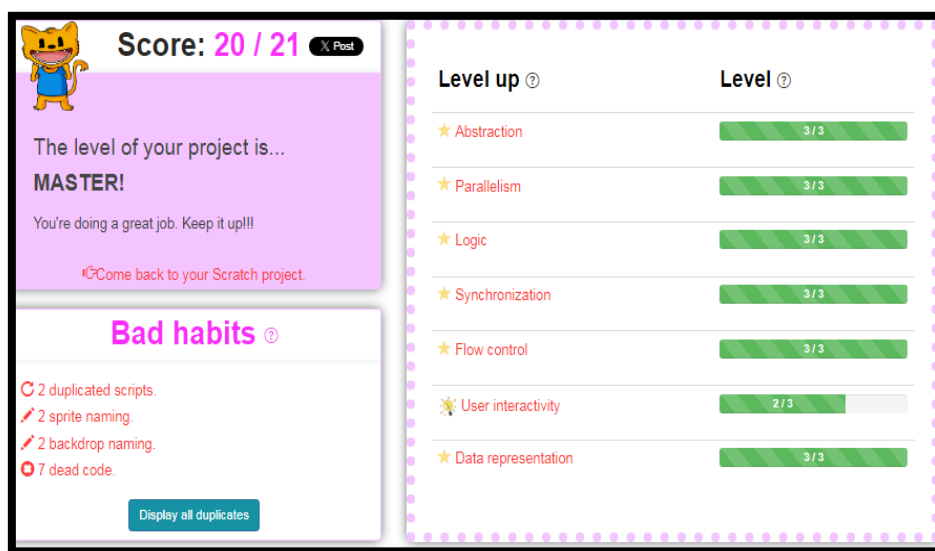 Score: 20 / 21 X Post
The level of your project is...
MASTER!
You're doing a great job. Keep it up!!!
Come back to your Scratch project.
Bad habits ?
2 duplicated scripts.
2 sprite naming.
2 backdrop naming.
7 dead code.
Display all duplicates
Level up ? Level ?
Abstraction 3/3
Parallelism 3/3
Logic 3/3
Synchronization 3/3
Flow control 3/3
User interactivity 2/3
Data representation 3/3